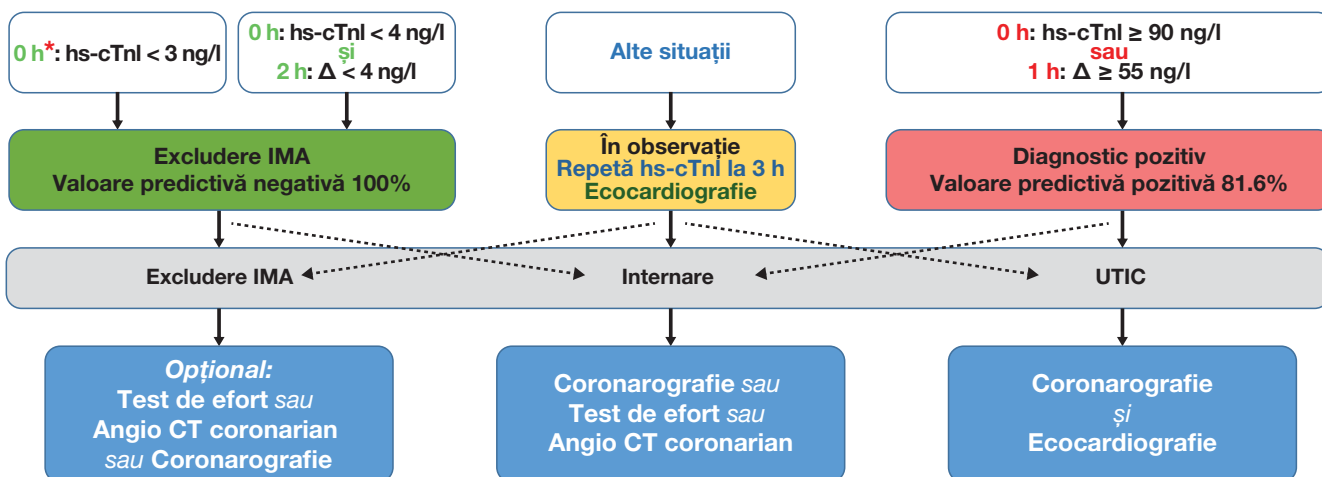 0 h*: hs-cTnI < 3 ng/l
0 h: hs-cTnI < 4 ng/l
și
2 h: Δ < 4 ng/l
Alte situații
0 h: hs-cTnI ≥ 90 ng/l
sau
1 h: Δ ≥ 55 ng/l
Excludere IMA
Valoare predictivă negativă 100%
În observație
Repetă hs-cTnI la 3 h
Ecocardiografie
Diagnostic pozitiv
Valoare predictivă pozitivă 81.6%
Excludere IMA
Internare
UTIC
Opțional:
Test de efort sau
Angio CT coronarian
sau Coronarografie
Coronarografie sau
Test de efort sau
Angio CT coronarian
Coronarografie
și
Ecocardiografie